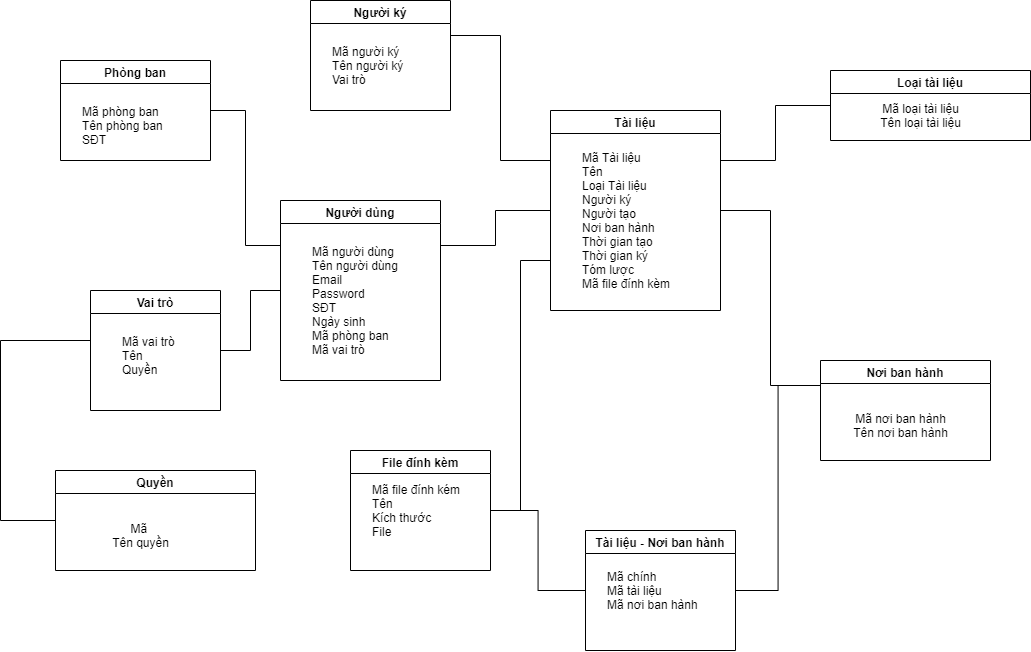 Người ký
Mã người ký
Tên người ký
Vai trò
Phòng ban
Mã phòng ban
Tên phòng ban
SĐT
Loại tài liệu
Mã loại tài liệu
Tên loại tài liệu
Tài liệu
Mã Tài liệu
Tên
Loại Tài liệu
Người ký
Người tạo
Nơi ban hành
Thời gian tạo
Thời gian ký
Tóm lược
Mã file đính kèm
Người dùng
Mã người dùng
Tên người dùng
Email
Password
SĐT
Ngày sinh
Mã phòng ban
Mã vai trò
Vai trò
Mã vai trò
Tên
Quyền
Nơi ban hành
Mã nơi ban hành
Tên nơi ban hành
Quyền
Mã
Tên quyền
File đính kèm
Mã file đính kém
Tên
Kích thước
File
Tài liệu - Nơi ban hành
Mã chính
Mã tài liệu
Mã nơi ban hành